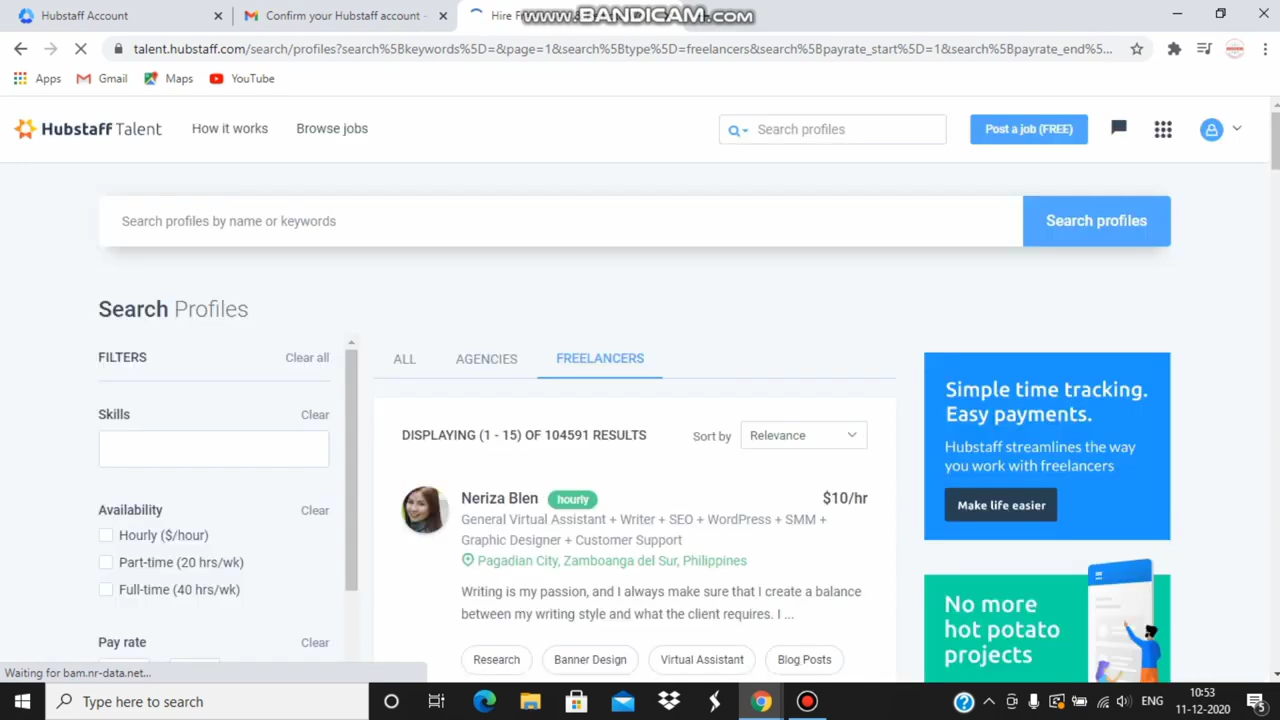 Hubstaff Account
Confirm your Hubstaff account -
Hire F
www.BANDICAM.com
talent.hubstaff.com/search/profiles?search%5Bkeywords%5D=&page=1&search%5Btype%5D=freelancers&search%5Bpayrate_start%5D=1&search%5Bpayrate_end%5...
Apps
Gmail
Maps
YouTube
Hubstaff Talent
How it works
Browse jobs
Search profiles
Post a job (FREE)
Search profiles by name or keywords
Search profiles
Search Profiles
FILTERS
Clear all
ALL
AGENCIES
FREELANCERS
Skills
Clear
DISPLAYING (1 - 15) OF 104591 RESULTS
Sort by
Relevance
Availability
Clear
Hourly ($/hour)
Part-time (20 hrs/wk)
Full-time (40 hrs/wk)
Pay rate
Clear
Neriza Blen
hourly
$10/hr
General Virtual Assistant + Writer + SEO + WordPress + SMM +
Graphic Designer + Customer Support
Pagadian City, Zamboanga del Sur, Philippines
Writing is my passion, and I always make sure that I create a balance
between my writing style and what the client requires. I ...
Research
Banner Design
Virtual Assistant
Blog Posts
Simple time tracking.
Easy payments.
Hubstaff streamlines the way
you work with freelancers
Make life easier
No more
hot potato
projects
Waiting for bam.nr-data.net...
Type here to search
ENG
10:53
11-12-2020
5